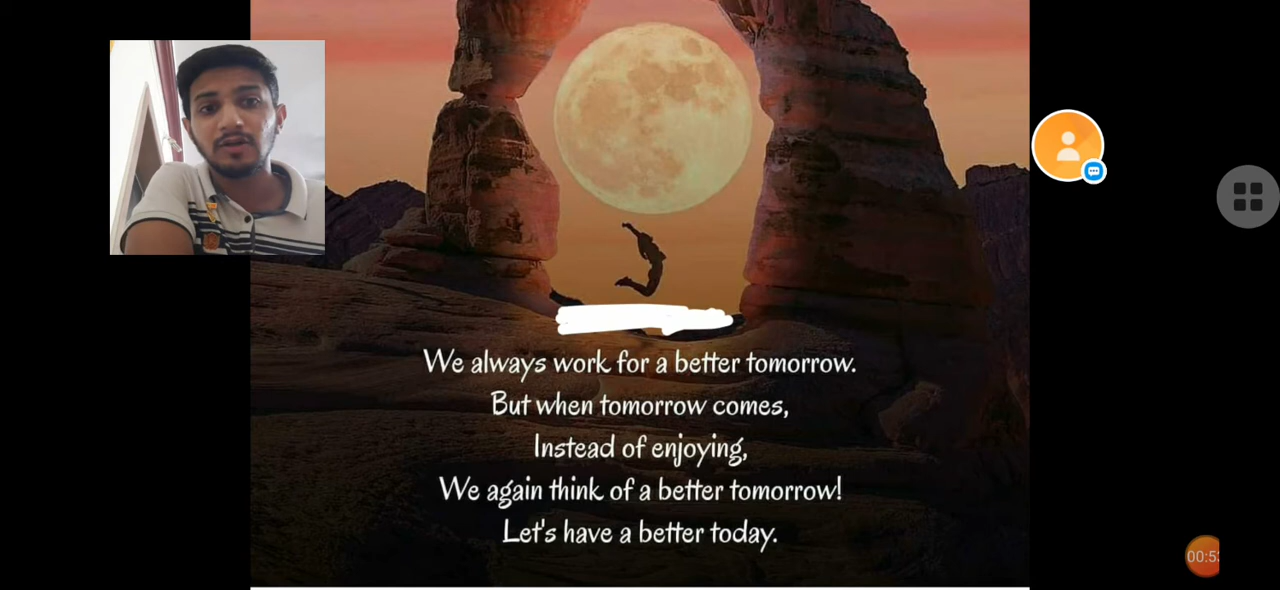 We always work for a better tomorrow.
But when tomorrow comes,
Instead of enjoying,
We again think of a better tomorrow!
Let's have a better today.